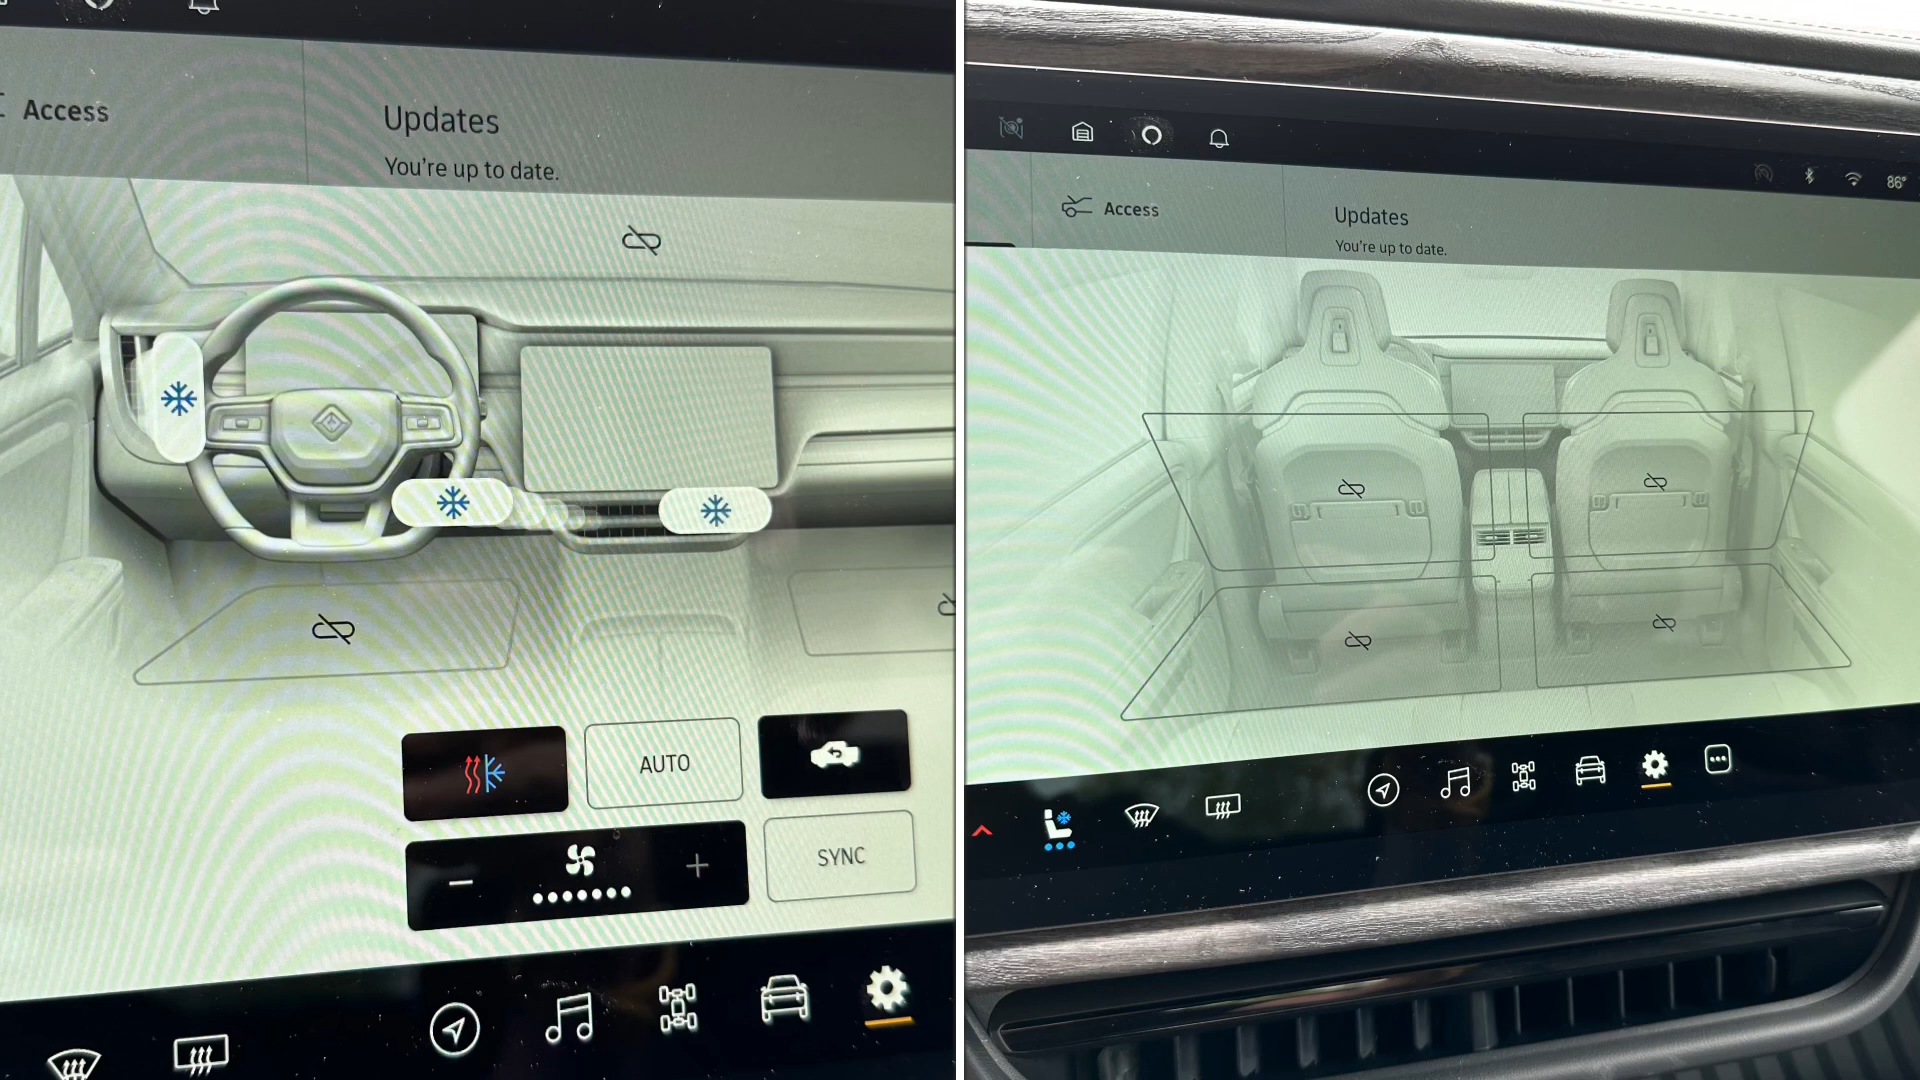 Access
Updates
You're up to date.
AUTO
SYNC
86°
Access
Updates
You're up to date.